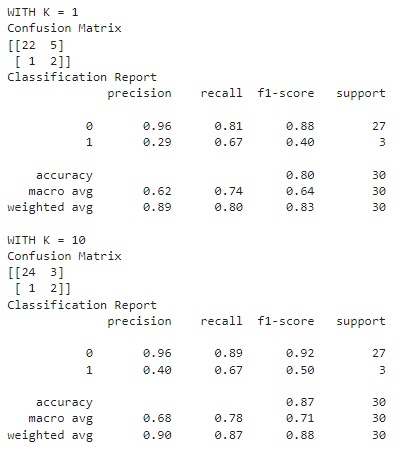 WITH K = 1
Confusion Matrix
[[22  5]
 [ 1  2]]
Classification Report
              precision    recall  f1-score   support

           0       0.96      0.81      0.88        27
           1       0.29      0.67      0.40         3

    accuracy                           0.80        30
   macro avg       0.62      0.74      0.64        30
weighted avg       0.89      0.80      0.83        30

WITH K = 10
Confusion Matrix
[[24  3]
 [ 1  2]]
Classification Report
              precision    recall  f1-score   support

           0       0.96      0.89      0.92        27
           1       0.40      0.67      0.50         3

    accuracy                           0.87        30
   macro avg       0.68      0.78      0.71        30
weighted avg       0.90      0.87      0.88        30